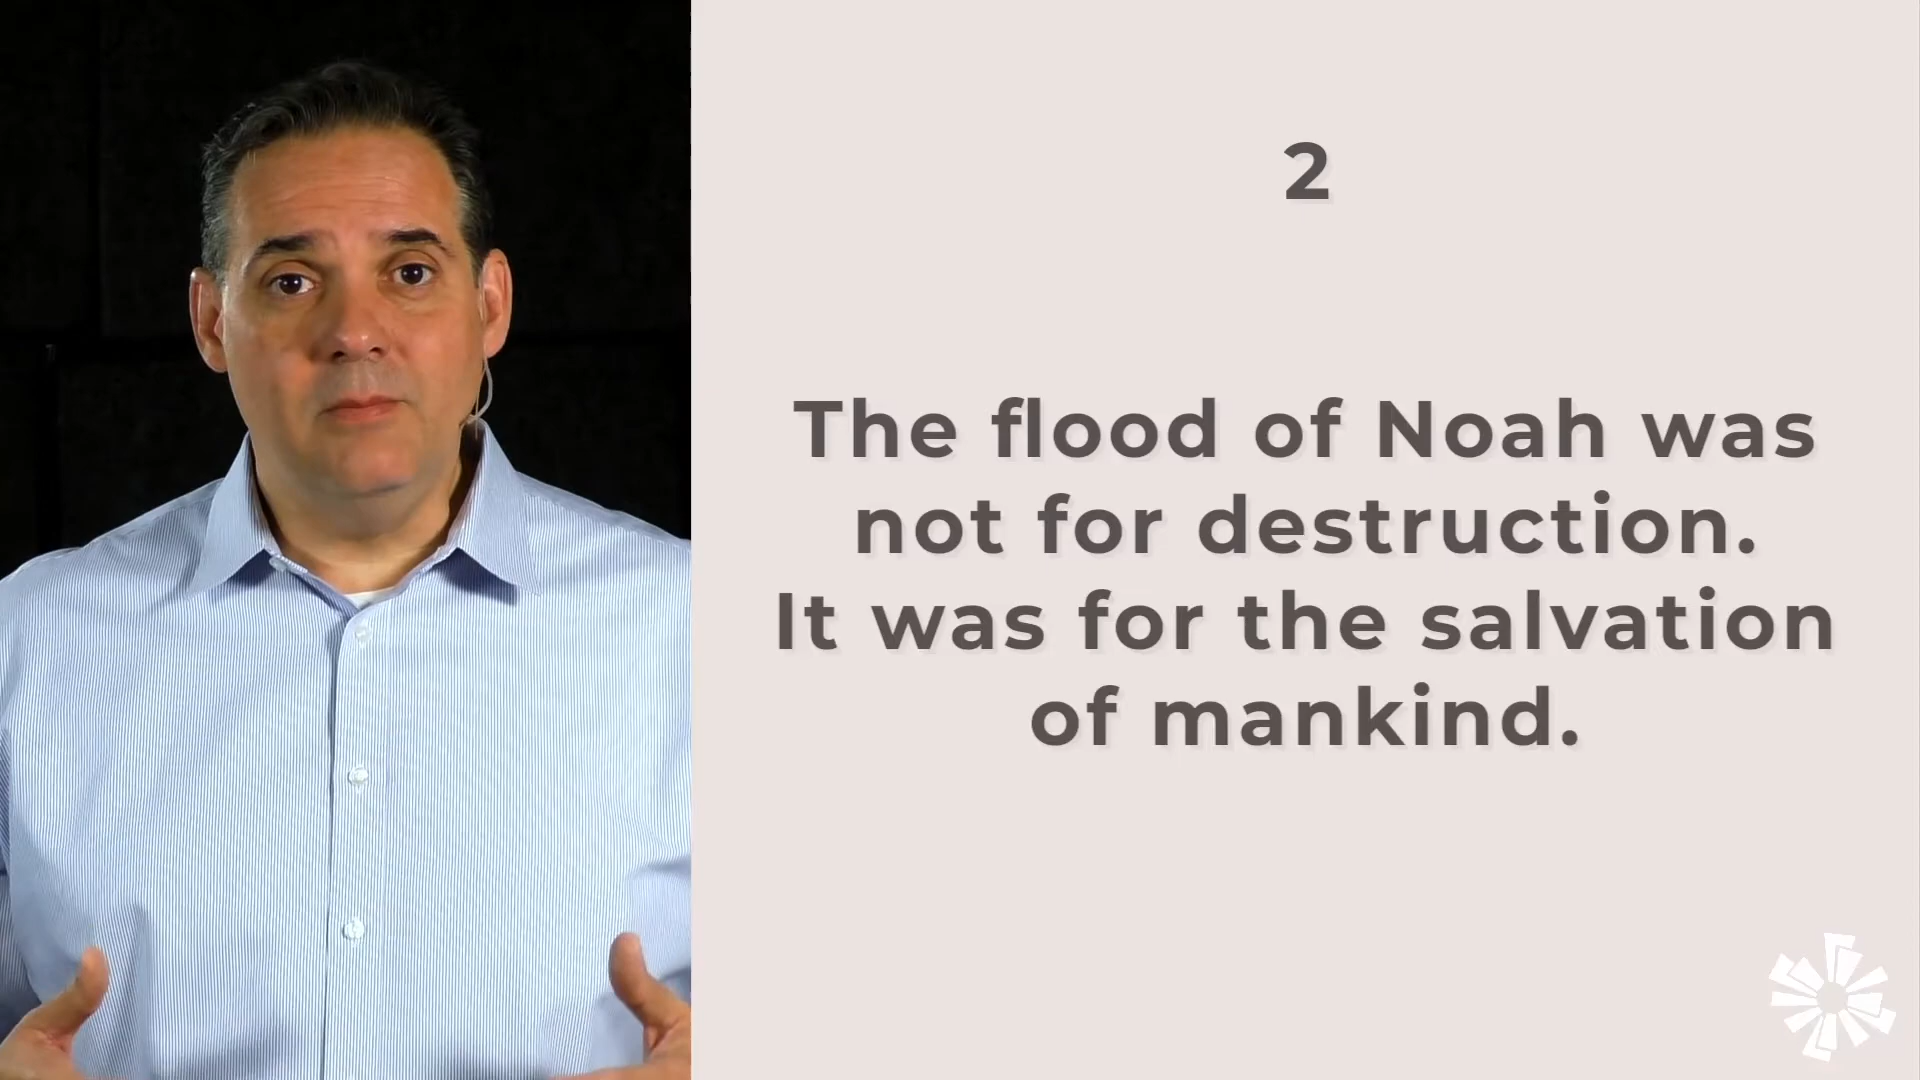 2
The flood of Noah was
not for destruction.
It was for the salvation
of mankind.